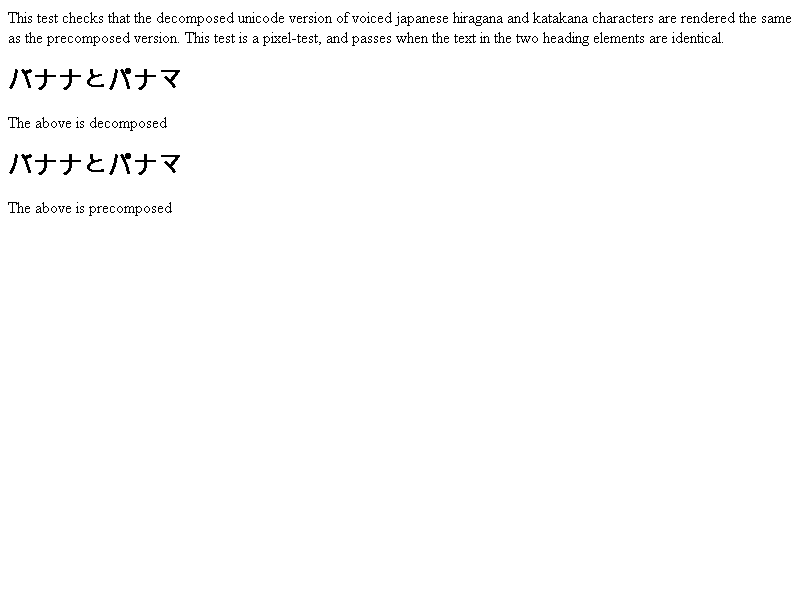 This test checks that the decomposed unicode version of voiced japanese hiragana and katakana characters are rendered the same
as the precomposed version. This test is a pixel-test, and passes when the text in the two heading elements are identical.
バナナとパナマ
The above is decomposed
バナナとパナマ
The above is precomposed